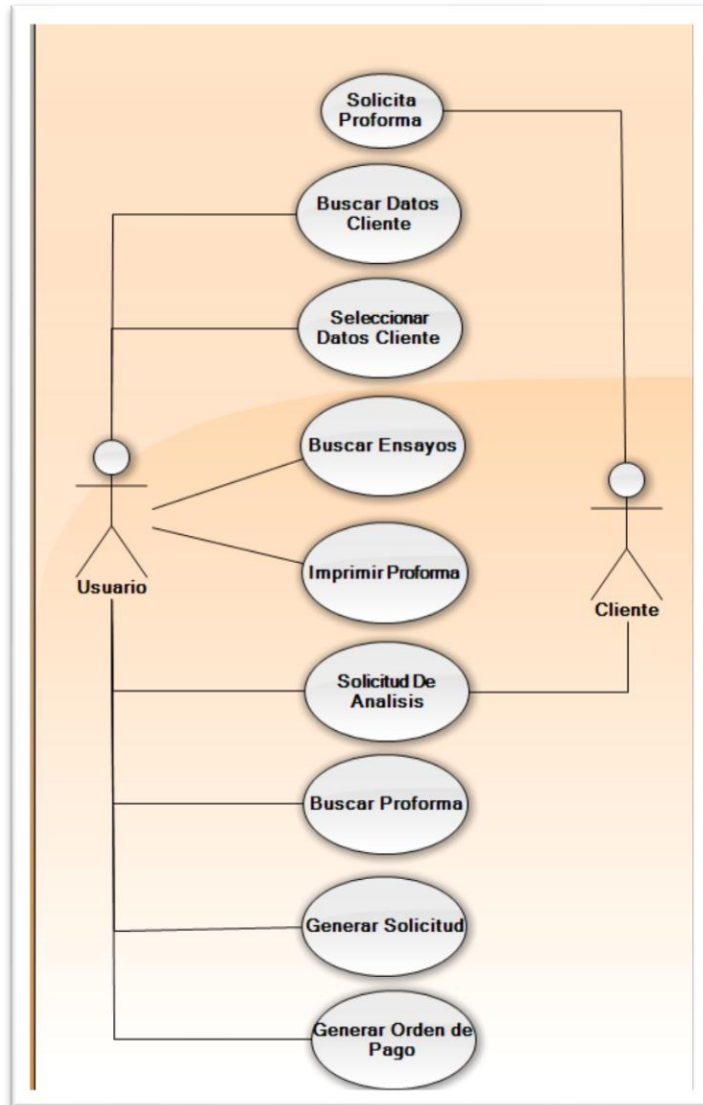 Solicita
Proforma
Buscar Datos
Cliente
Seleccionar
Datos Cliente
Buscar Ensayos
Imprimir Proforma
Usuario
Cliente
Solicitud De
Analisis
Buscar Proforma
Generar Solicitud
Generar Orden de
Pago